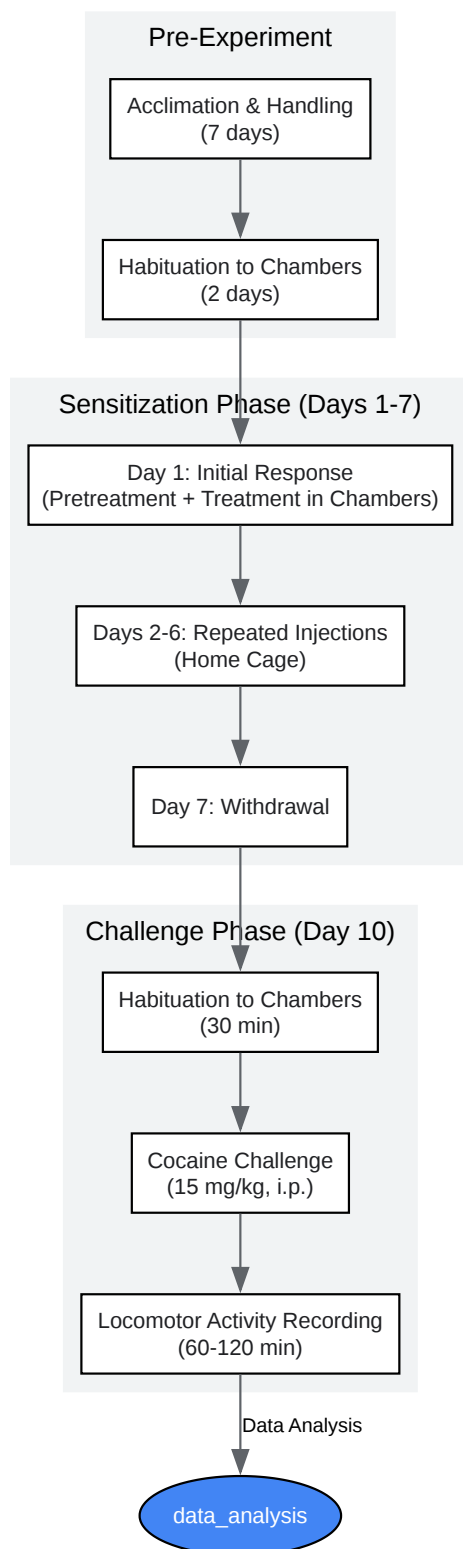 Pre-Experiment
Acclimation & Handling
(7 days)
Habituation to Chambers
(2 days)
Sensitization Phase (Days 1-7)
Day 1: Initial Response
(Pretreatment + Treatment in Chambers)
Days 2-6: Repeated Injections
(Home Cage)
Day 7: Withdrawal
Challenge Phase (Day 10)
Habituation to Chambers
(30 min)
Cocaine Challenge
(15 mg/kg, i.p.)
Locomotor Activity Recording
(60-120 min)
Data Analysis
data_analysis